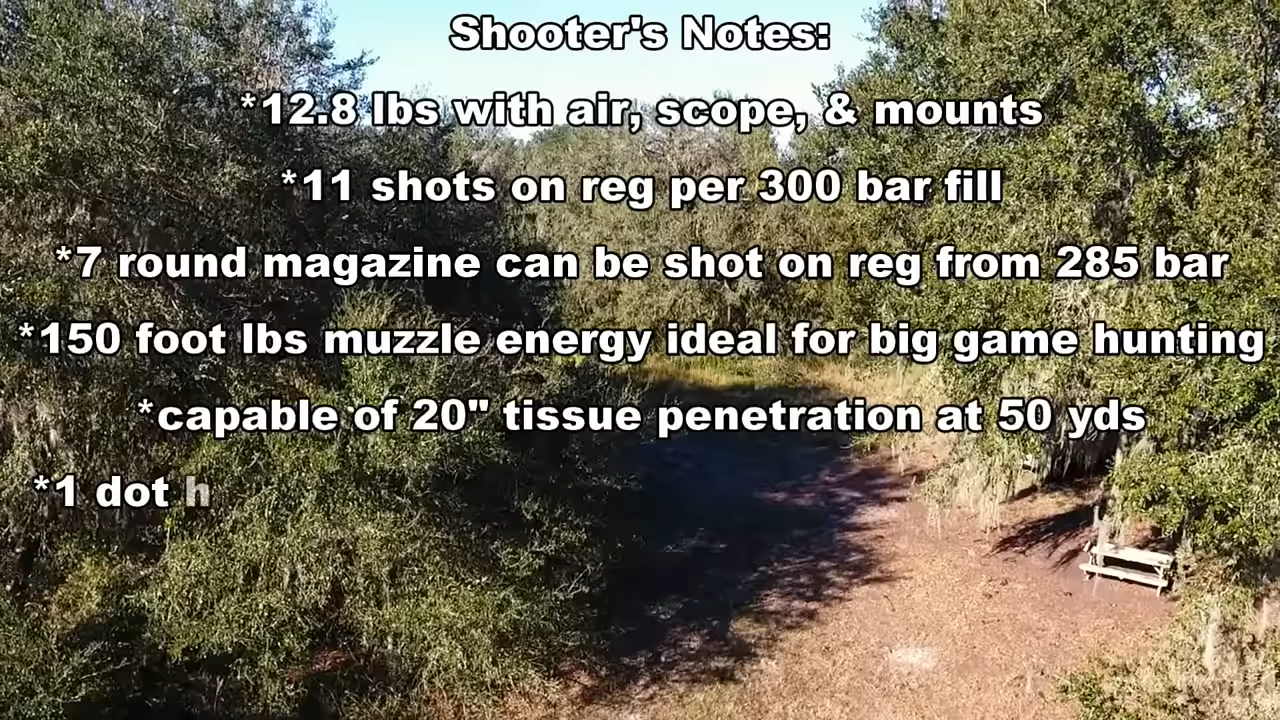 Shooter's Notes:
*12.8 lbs with air, scope, & mounts
*11 shots on reg per 300 bar fill
*7 round magazine can be shot on reg from 285 bar
*150 foot lbs muzzle energy ideal for big game hunting
*capable of 20" tissue penetration at 50 yds
*1 dot h